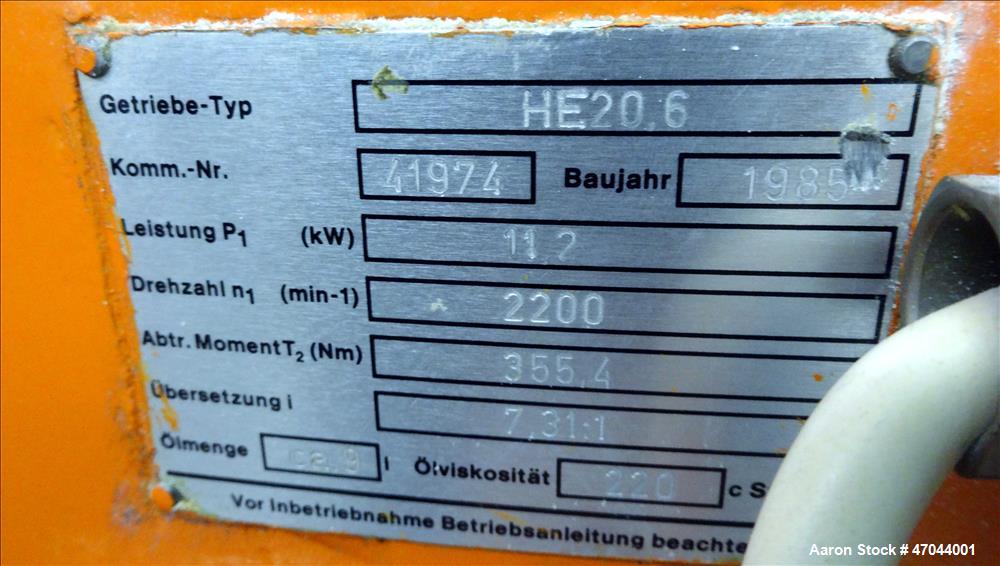 Getriebe-Typ HE20,6
Komm.-Nr. 41974 Baujahr 1985
Leistung P1 (kW) 11,2
Drehzahl n1 (min-1) 2200
Abtr. Moment T2 (Nm) 355,4
Übersetzung i 7,31:1
Ölmenge ca. 9 l Ölviskosität 220 c S
Vor Inbetriebnahme Betriebsanleitung beachte
Aaron Stock # 47044001